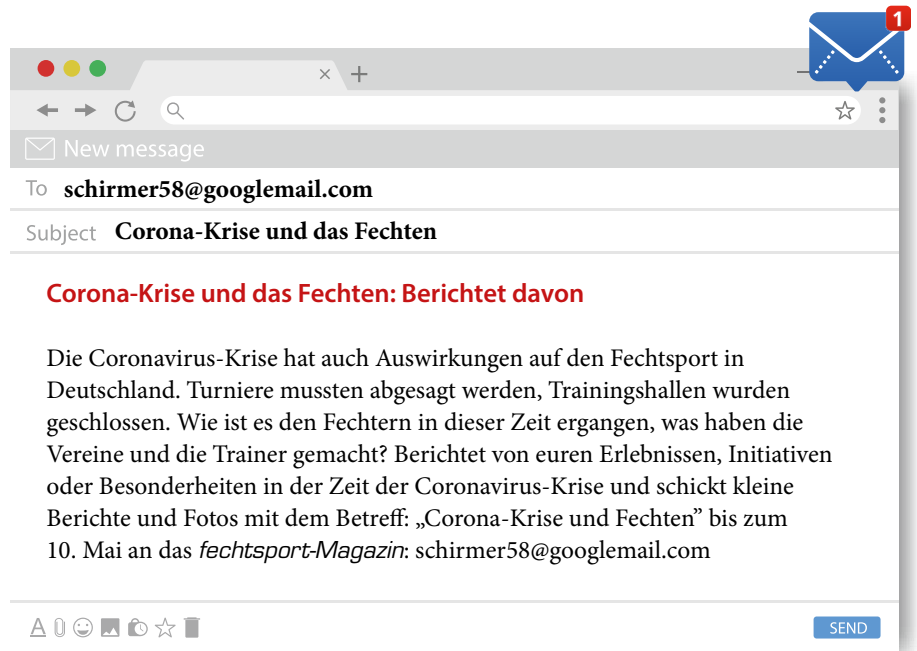 1
New message
To schirmer58@googlemail.com
Subject Corona-Krise und das Fechten
Corona-Krise und das Fechten: Berichtet davon
Die Coronavirus-Krise hat auch Auswirkungen auf den Fechtsport in
Deutschland. Turniere mussten abgesagt werden, Trainingshallen wurden
geschlossen. Wie ist es den Fechtern in dieser Zeit ergangen, was haben die
Vereine und die Trainer gemacht? Berichtet von euren Erlebnissen, Initiativen
oder Besonderheiten in der Zeit der Coronavirus-Krise und schickt kleine
Berichte und Fotos mit dem Betreff: „Corona-Krise und Fechten” bis zum
10. Mai an das fechtsport-Magazin: schirmer58@googlemail.com
A
SEND